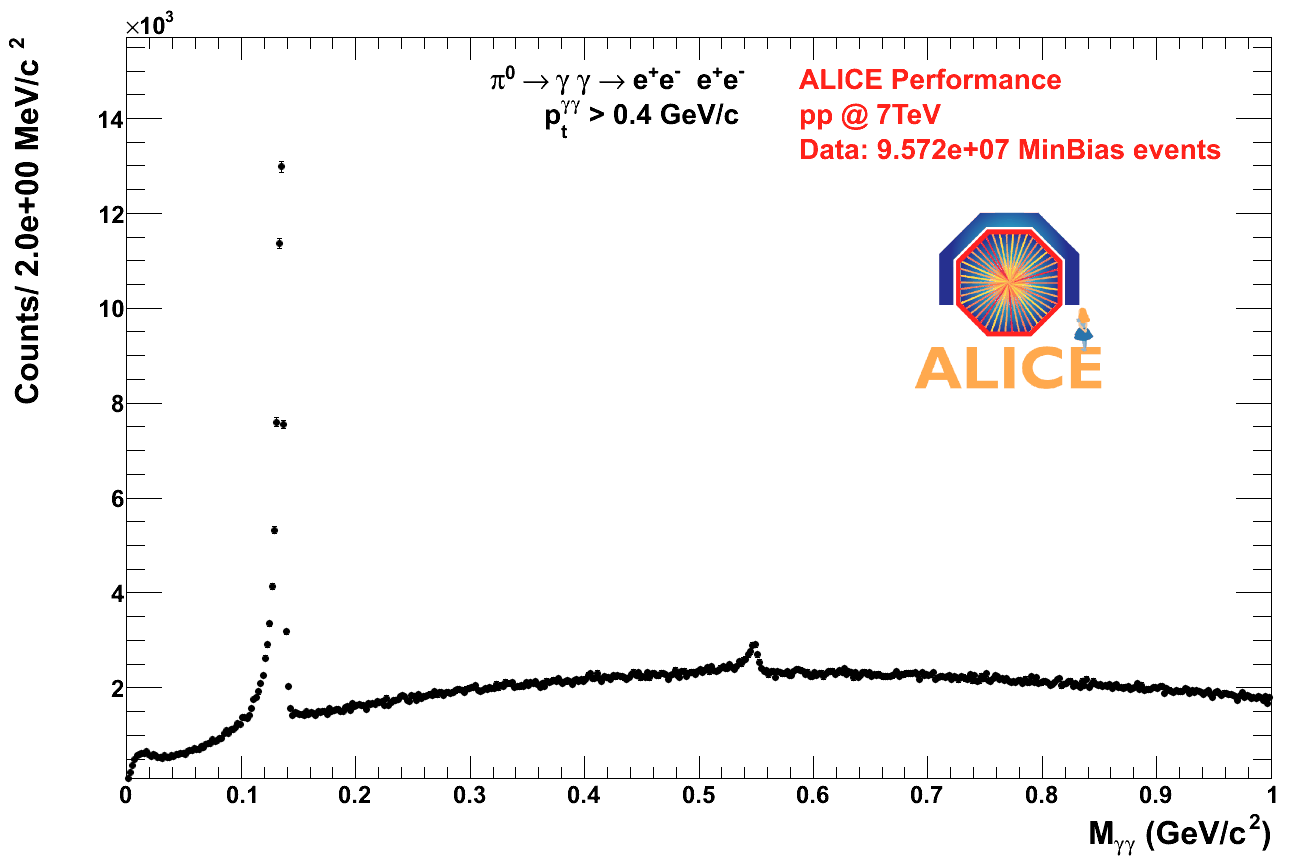 ×10³
Counts/ 2.0e+00 MeV/c ²
π⁰ → γ γ → e⁺e⁻ e⁺e⁻
pₜ^γγ > 0.4 GeV/c
ALICE Performance
pp @ 7TeV
Data: 9.572e+07 MinBias events
ALICE
14
12
10
8
6
4
2
0 0.1 0.2 0.3 0.4 0.5 0.6 0.7 0.8 0.9 1
M_γγ (GeV/c²)